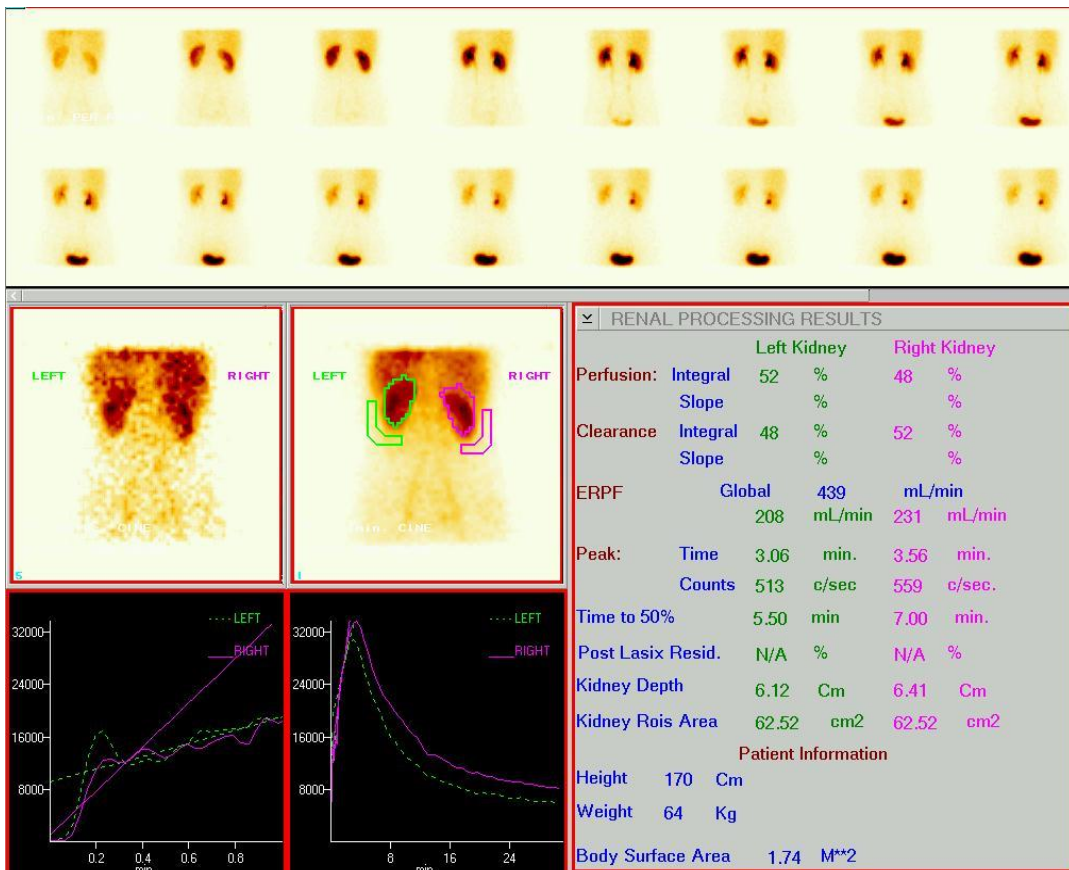 LEFT RIGHT
LEFT RIGHT
min. CINE
S
I
RENAL PROCESSING RESULTS
Left Kidney Right Kidney
Perfusion: Integral 52 % 48 %
Slope % %
Clearance Integral 48 % 52 %
Slope % %
ERPF Global 439 mL/min
208 mL/min 231 mL/min
Peak: Time 3.06 min. 3.56 min.
Counts 513 c/sec 559 c/sec.
Time to 50% 5.50 min 7.00 min.
Post Lasix Resid. N/A % N/A %
Kidney Depth 6.12 Cm 6.41 Cm
Kidney Rois Area 62.52 cm2 62.52 cm2
Patient Information
Height 170 Cm
Weight 64 Kg
Body Surface Area 1.74 M**2
LEFT
RIGHT
32000
24000
16000
8000
0.2 0.4 0.6 0.8
min
LEFT
RIGHT
32000
24000
16000
8000
8 16 24
min